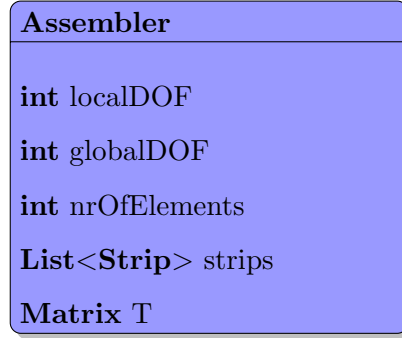 Assembler
int localDOF
int globalDOF
int nrOfElements
List<Strip> strips
Matrix T